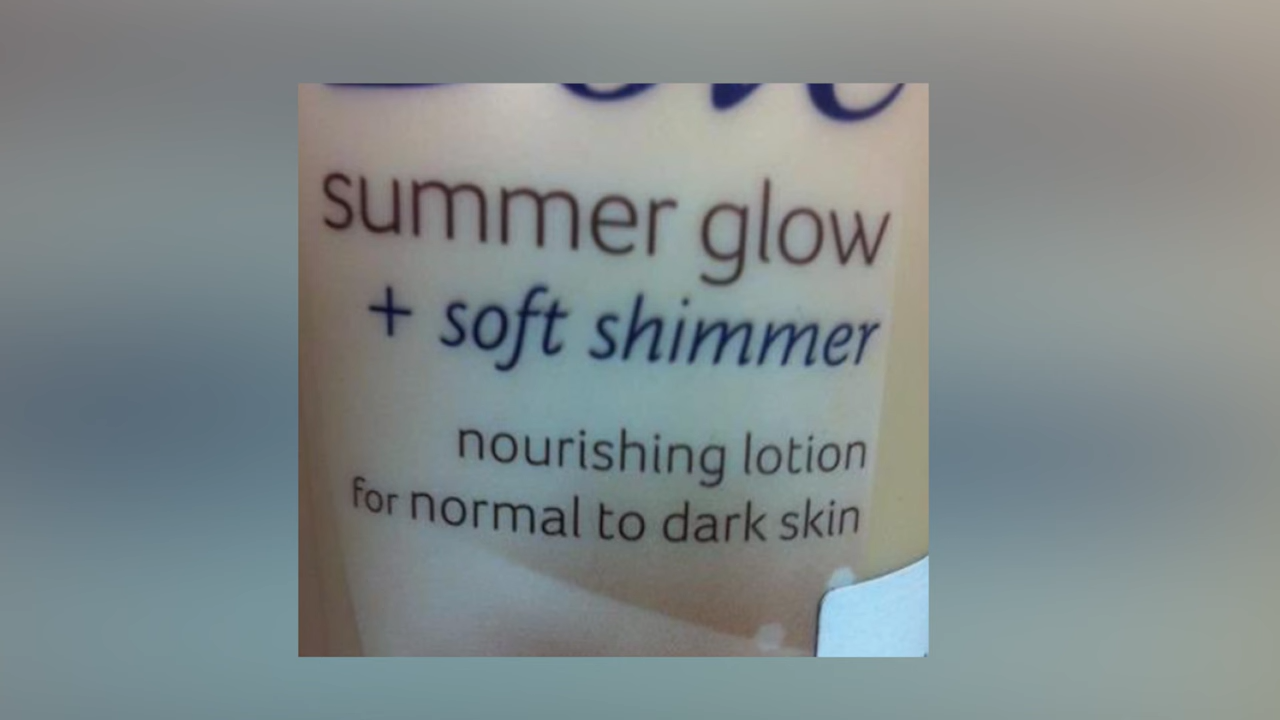 summer glow
+ soft shimmer
nourishing lotion
for normal to dark skin